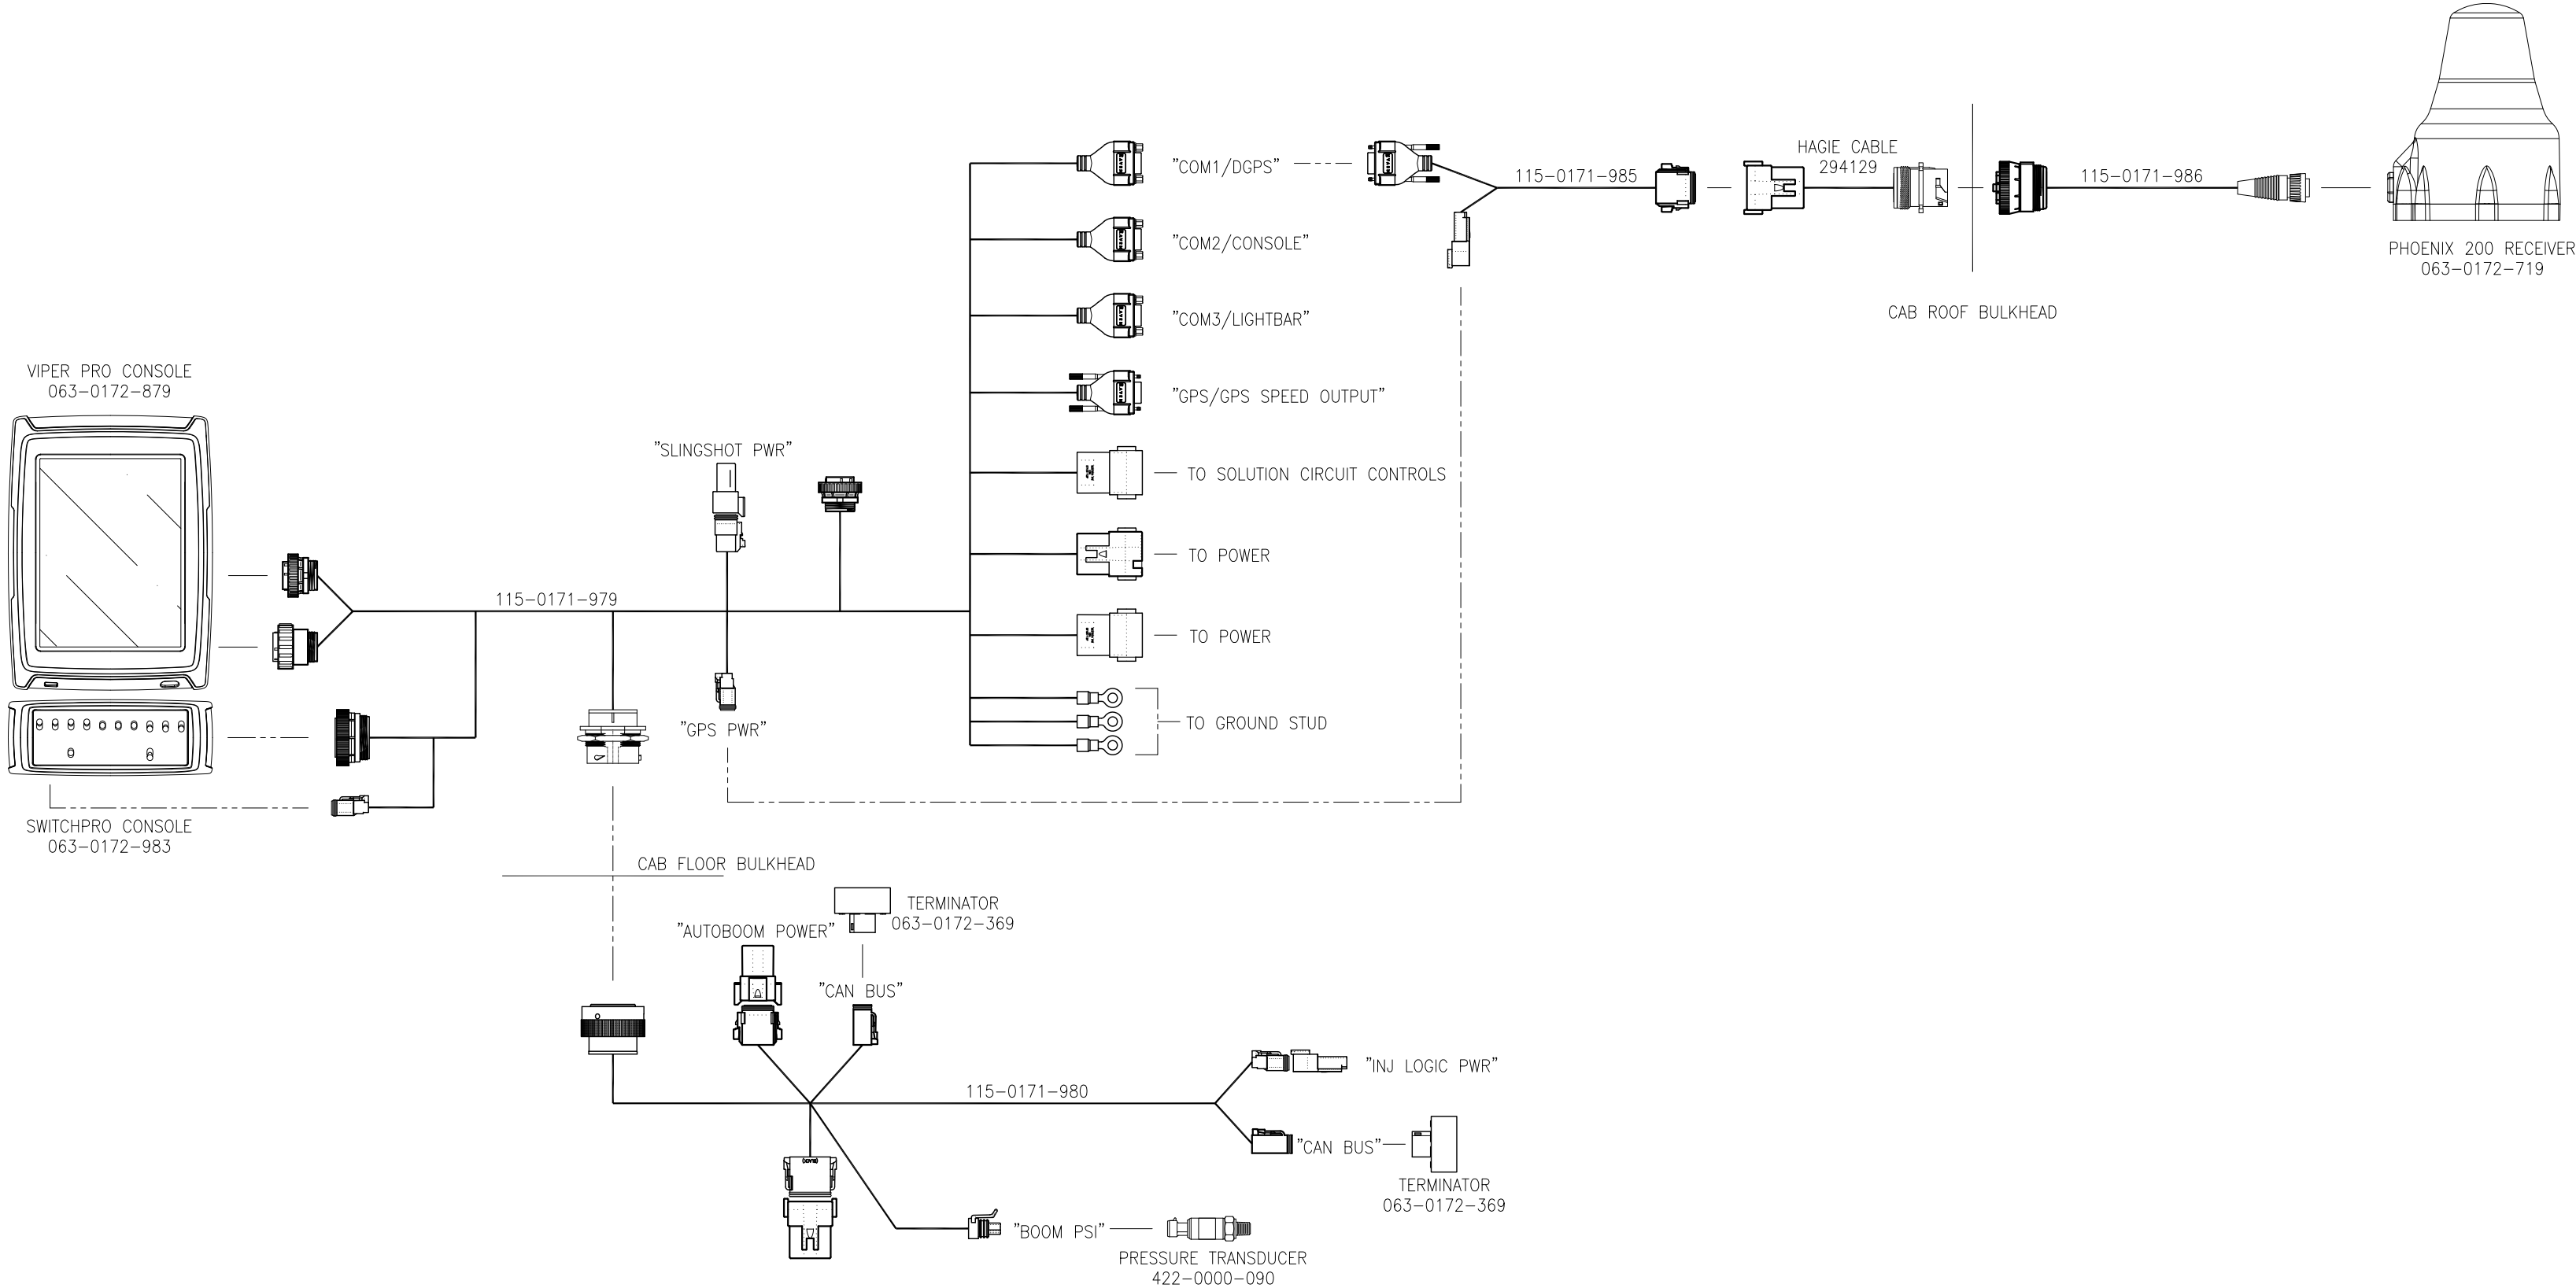 HAGIE CABLE
294129
"COM1/DGPS"
115-0171-985
115-0171-986
"COM2/CONSOLE"
PHOENIX 200 RECEIVER
063-0172-719
"COM3/LIGHTBAR"
CAB ROOF BULKHEAD
VIPER PRO CONSOLE
063-0172-879
"GPS/GPS SPEED OUTPUT"
"SLINGSHOT PWR"
TO SOLUTION CIRCUIT CONTROLS
TO POWER
115-0171-979
TO POWER
"GPS PWR"
TO GROUND STUD
SWITCHPRO CONSOLE
063-0172-983
CAB FLOOR BULKHEAD
TERMINATOR
063-0172-369
"AUTOBOOM POWER"
"CAN BUS"
"INJ LOGIC PWR"
115-0171-980
"CAN BUS"
TERMINATOR
063-0172-369
"BOOM PSI"
PRESSURE TRANSDUCER
422-0000-090